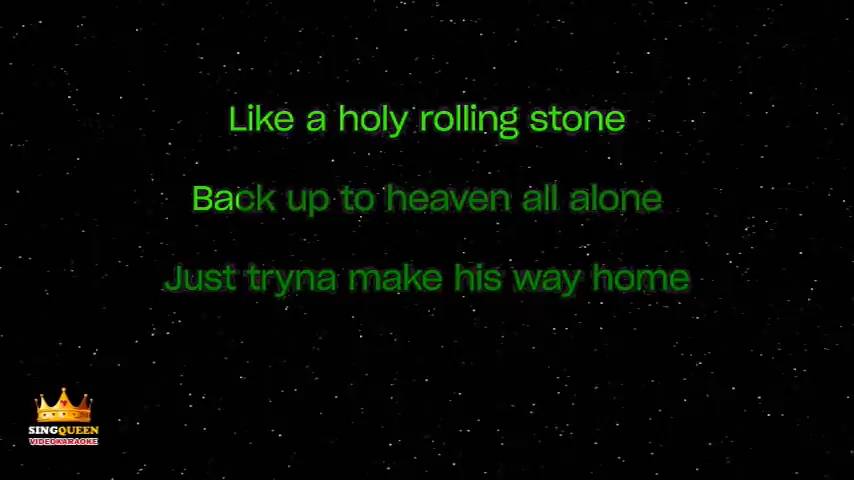 Like a holy rolling stone
Back up to heaven all alone
Just tryna make his way home
SINGQUEEN
VIDEOKARAOKE